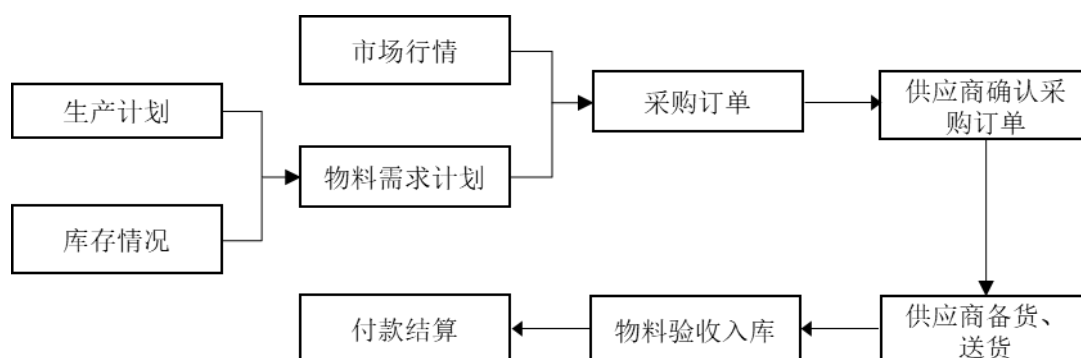 市场行情
生产计划
采购订单
供应商确认采
购订单
物料需求计划
库存情况
付款结算
物料验收入库
供应商备货、
送货